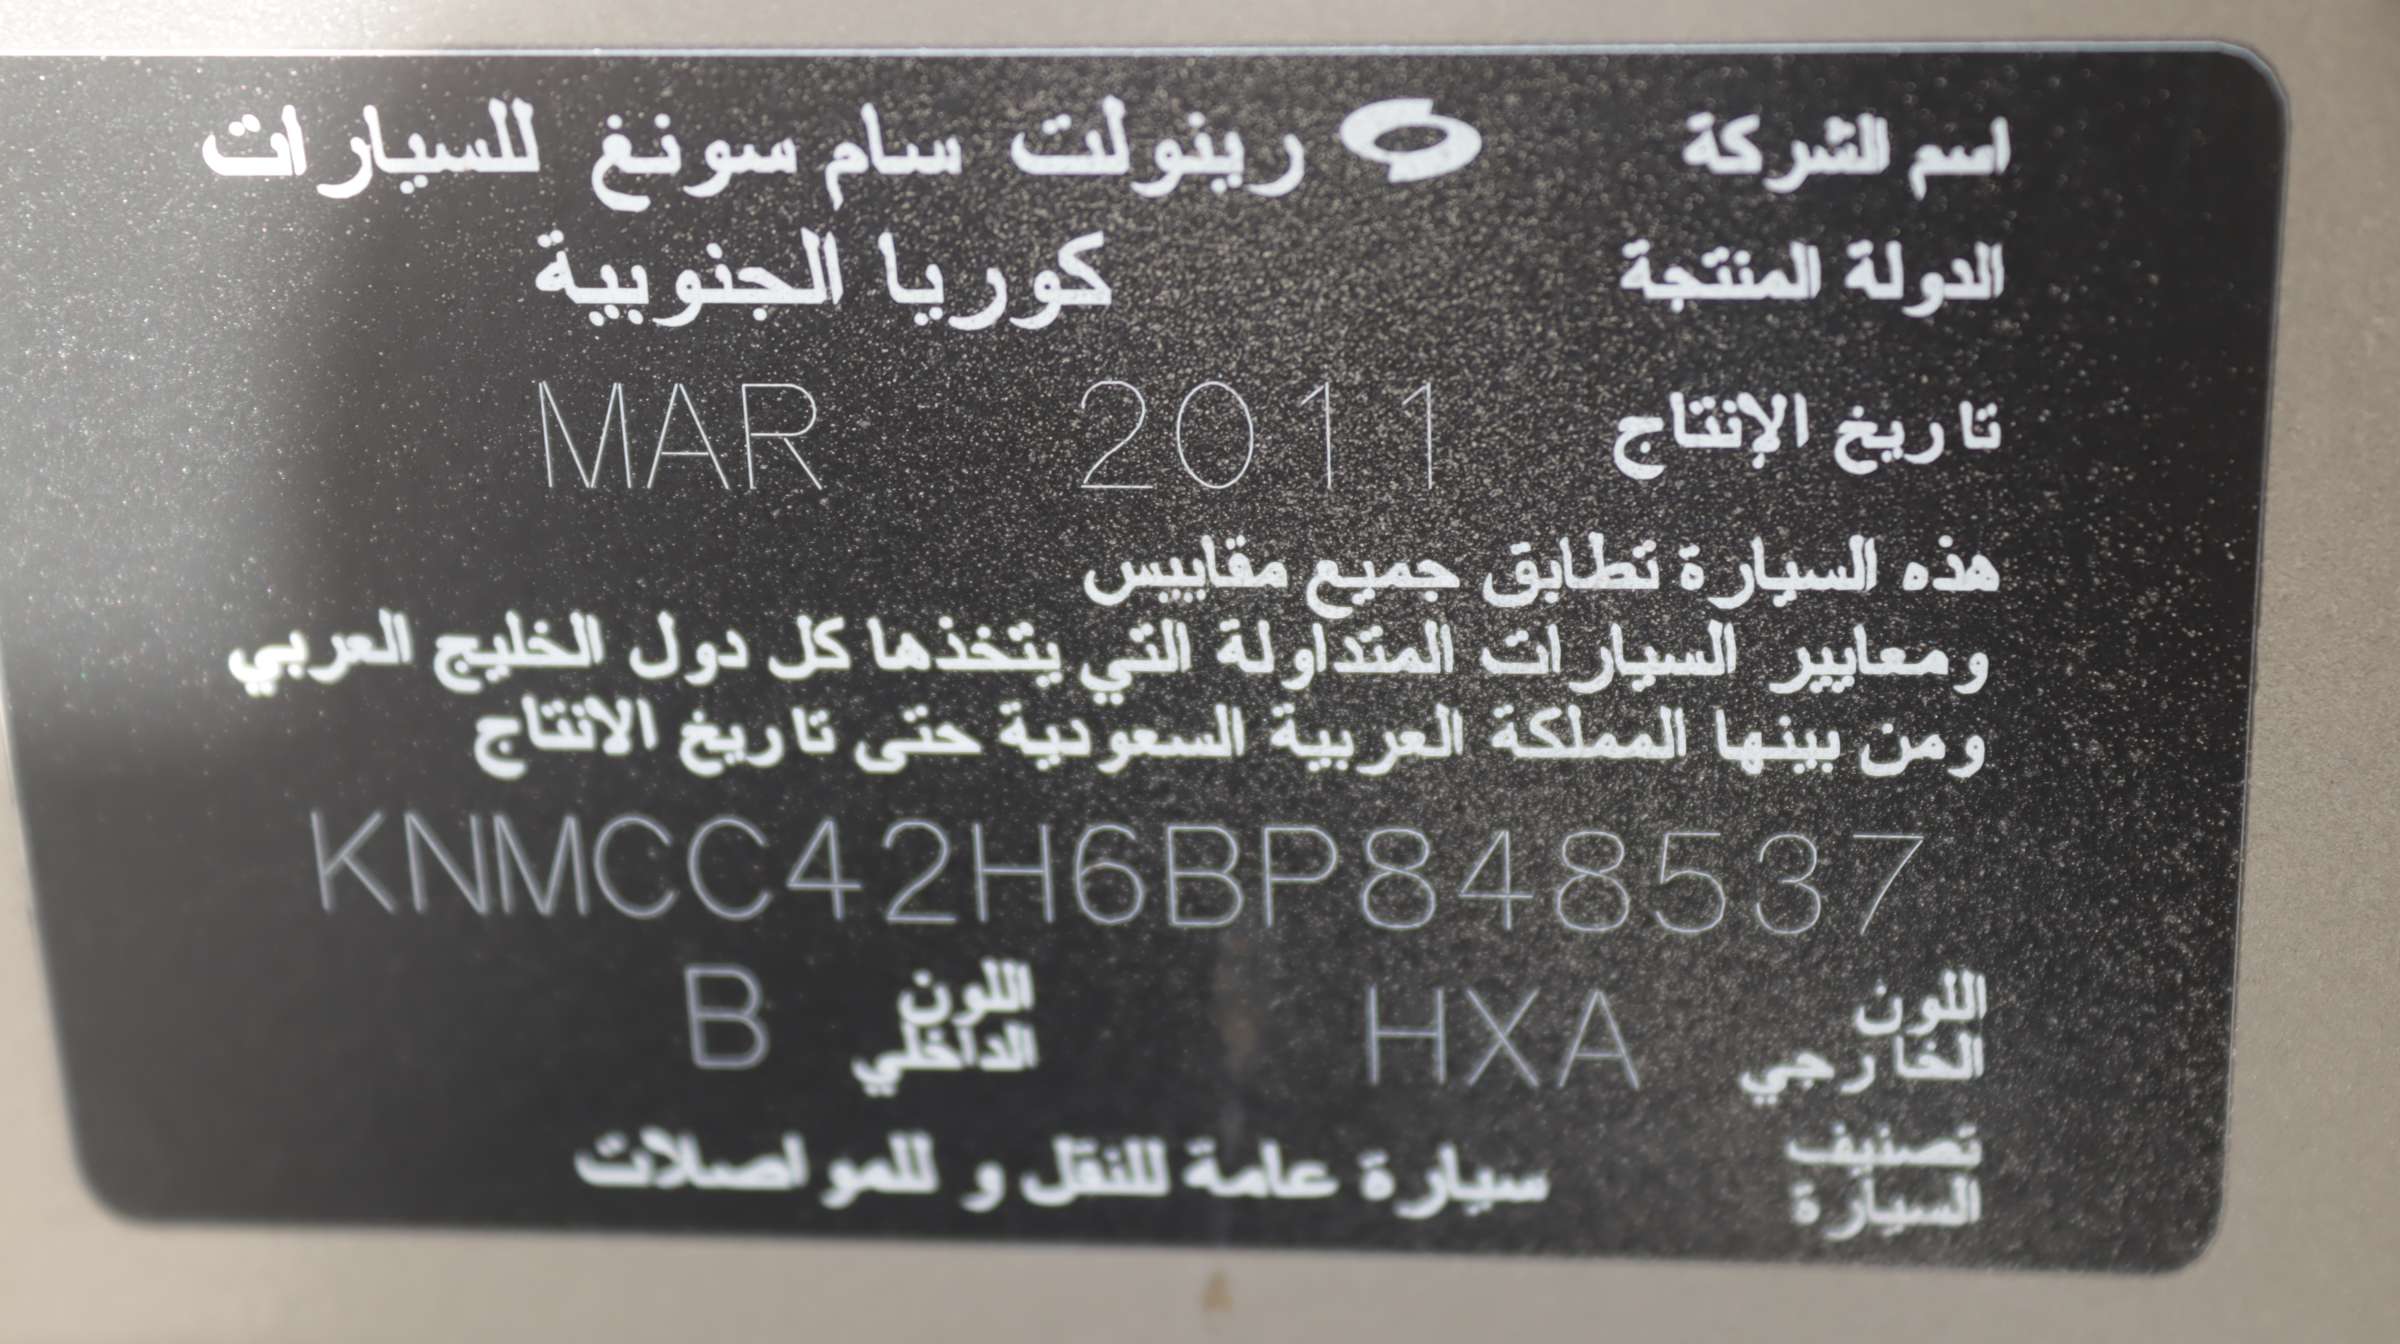 اسم الشركة رينولت سام سونغ للسيارات
الدولة المنتجة كوريا الجنوبية
تاريخ الإنتاج MAR 2011
هذه السيارة تطابق جميع مقاييس
ومعايير السيارات المتداولة التي يتخذها كل دول الخليج العربي
ومن بينها المملكة العربية السعودية حتى تاريخ الانتاج
KNMCC42H6BP848537
اللون الخارجي HXA اللون الداخلي B
تصنيف السيارة سيارة عامة للنقل و للمواصلات